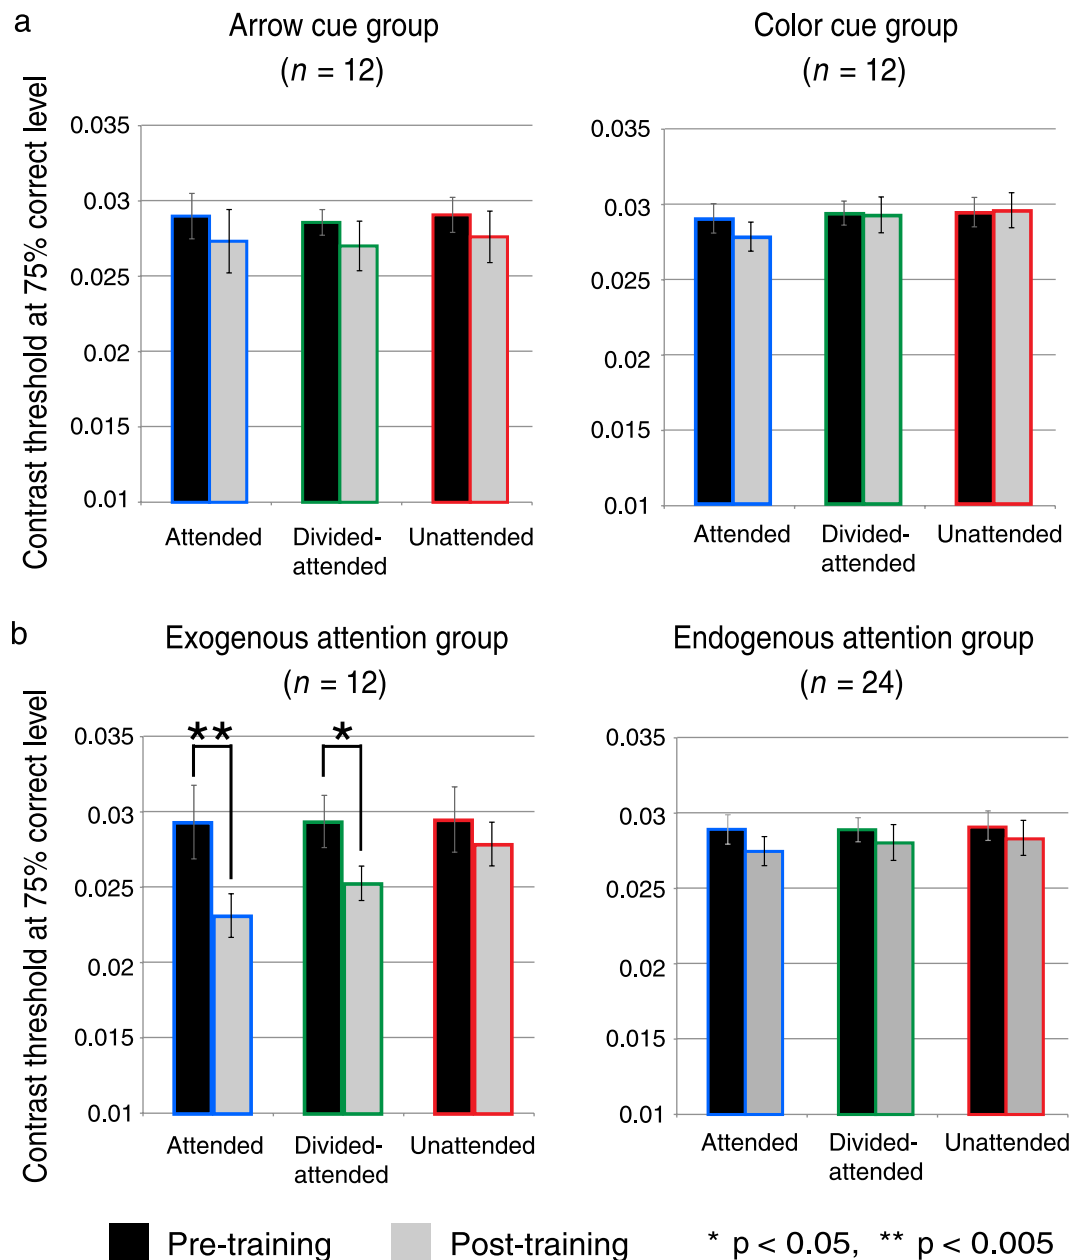 a
Arrow cue group
(n = 12)
Color cue group
(n = 12)
Contrast threshold at 75% correct level
0.035
0.03
0.025
0.02
0.015
0.01
Attended
Divided-
attended
Unattended
0.035
0.03
0.025
0.02
0.015
0.01
Attended
Divided-
attended
Unattended
b
Exogenous attention group
(n = 12)
Endogenous attention group
(n = 24)
Contrast threshold at 75% correct level
0.035
0.03
0.025
0.02
0.015
0.01
**
*
Attended
Divided-
attended
Unattended
0.035
0.03
0.025
0.02
0.015
0.01
Attended
Divided-
attended
Unattended
Pre-training
Post-training
* p < 0.05, ** p < 0.005